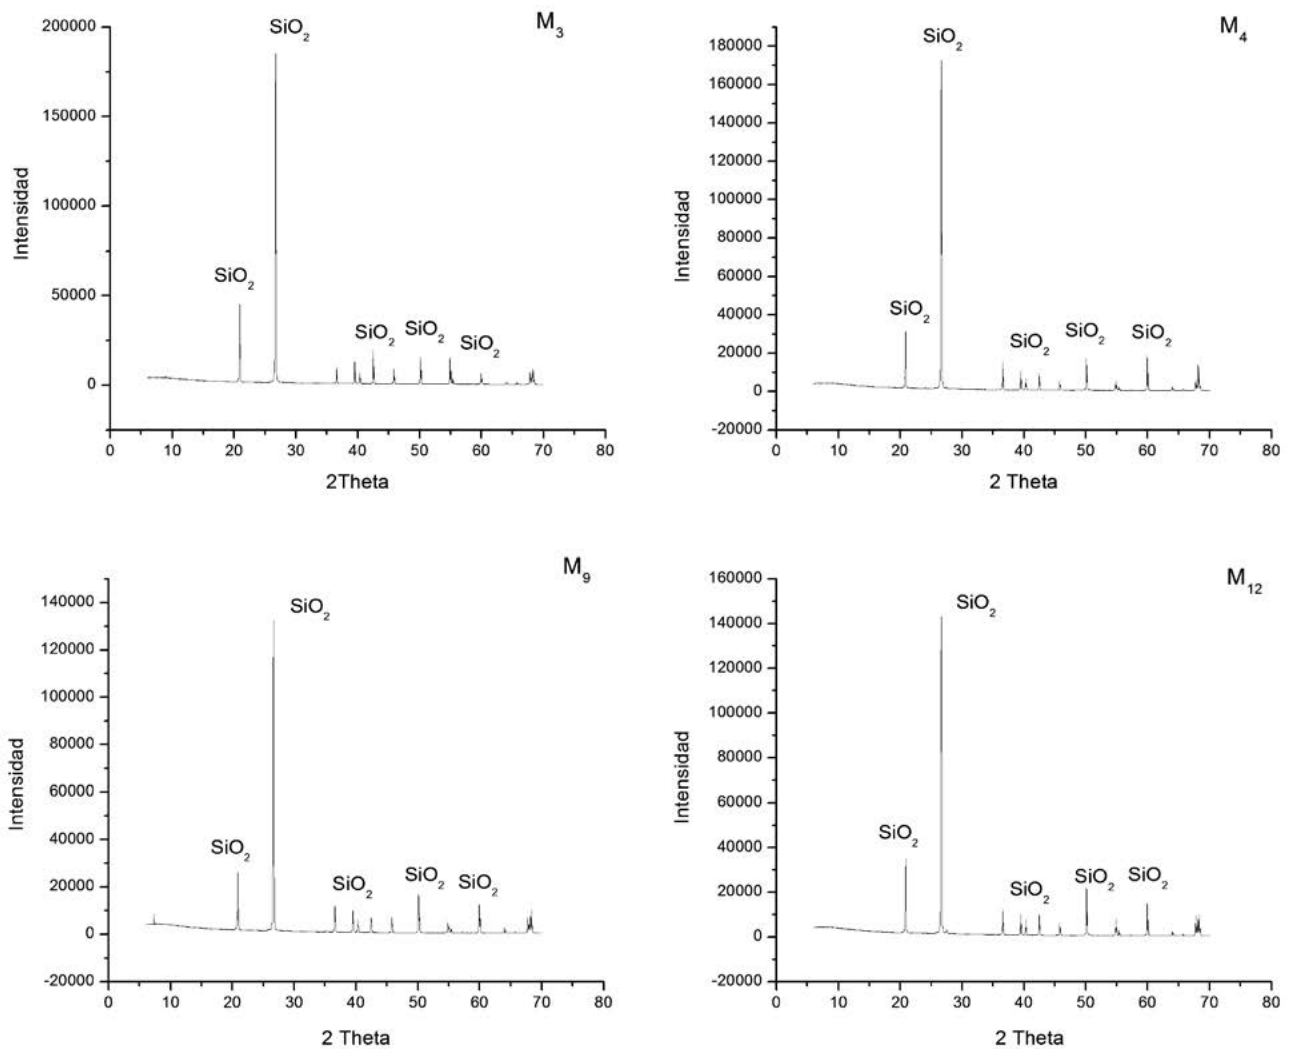 M3
SiO2
SiO2
SiO2
SiO2
SiO2
200000
150000
100000
50000
0
Intensidad
0 10 20 30 40 50 60 70 80
2Theta
M4
SiO2
SiO2
SiO2
SiO2
SiO2
180000
160000
140000
120000
100000
80000
60000
40000
20000
0
-20000
Intensidad
0 10 20 30 40 50 60 70 80
2 Theta
M9
SiO2
SiO2
SiO2
SiO2
SiO2
140000
120000
100000
80000
60000
40000
20000
0
-20000
Intensidad
0 10 20 30 40 50 60 70 80
2 Theta
M12
SiO2
SiO2
SiO2
SiO2
SiO2
160000
140000
120000
100000
80000
60000
40000
20000
0
-20000
Intensidad
0 10 20 30 40 50 60 70 80
2 Theta